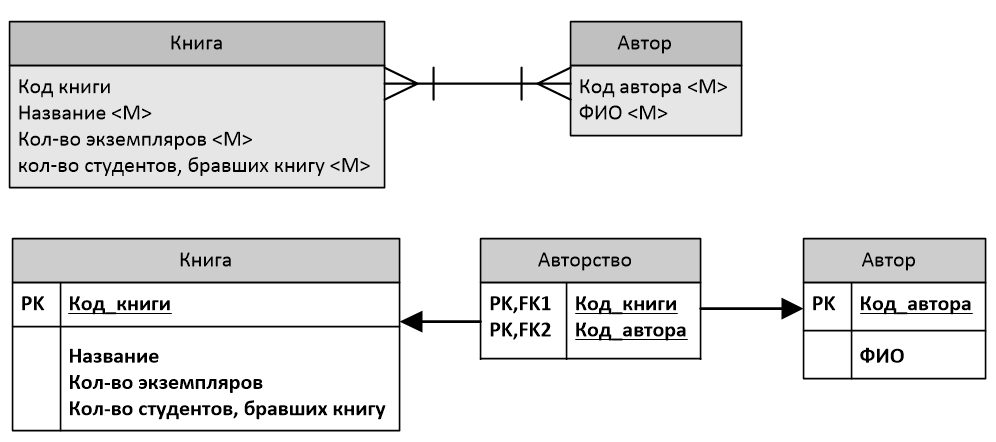 Книга
Код книги
Название <M>
Кол-во экземпляров <M>
кол-во студентов, бравших книгу <M>
Автор
Код автора <M>
ФИО <M>
Книга
PK Код_книги
Название
Кол-во экземпляров
Кол-во студентов, бравших книгу
Авторство
PK,FK1 Код_книги
PK,FK2 Код_автора
Автор
PK Код_автора
ФИО